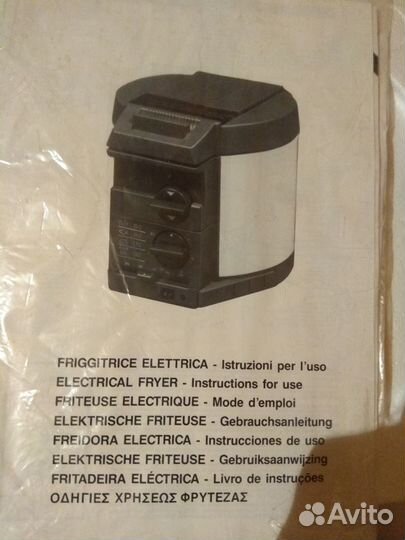 FRIGGITRICE ELETTRICA - Istruzioni per l'uso
ELECTRICAL FRYER - Instructions for use
FRITEUSE ELECTRIQUE - Mode d'emploi
ELEKTRISCHE FRITEUSE - Gebrauchsanleitung
FREIDORA ELECTRICA - Instrucciones de uso
ELEKTRISCHE FRITEUSE - Gebruiksaanwijzing
FRITADEIRA ELÉCTRICA - Livro de instruções
ΟΔΗΓΙΕΣ ΧΡΗΣΕΩΣ ΦΡΥΤΕΖΑΣ
Avito